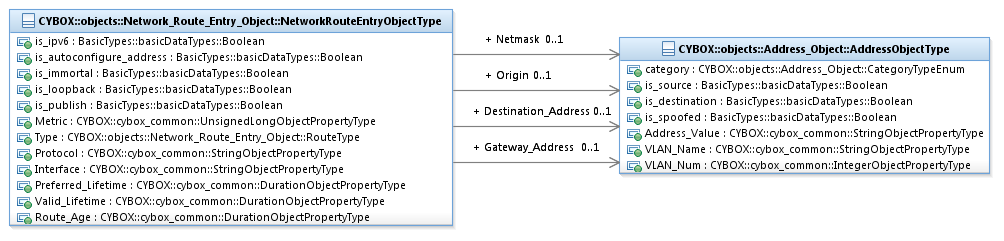 CYBOX::objects::Network_Route_Entry_Object::NetworkRouteEntryObjectType
is_ipv6 : BasicTypes::basicDataTypes::Boolean
is_autoconfigure_address : BasicTypes::basicDataTypes::Boolean
is_immortal : BasicTypes::basicDataTypes::Boolean
is_loopback : BasicTypes::basicDataTypes::Boolean
is_publish : BasicTypes::basicDataTypes::Boolean
Metric : CYBOX::cybox_common::UnsignedLongObjectPropertyType
Type : CYBOX::objects::Network_Route_Entry_Object::RouteType
Protocol : CYBOX::cybox_common::StringObjectPropertyType
Interface : CYBOX::cybox_common::StringObjectPropertyType
Preferred_Lifetime : CYBOX::cybox_common::DurationObjectPropertyType
Valid_Lifetime : CYBOX::cybox_common::DurationObjectPropertyType
Route_Age : CYBOX::cybox_common::DurationObjectPropertyType
+ Netmask 0..1
+ Origin 0..1
+ Destination_Address 0..1
+ Gateway_Address 0..1
CYBOX::objects::Address_Object::AddressObjectType
category : CYBOX::objects::Address_Object::CategoryTypeEnum
is_source : BasicTypes::basicDataTypes::Boolean
is_destination : BasicTypes::basicDataTypes::Boolean
is_spoofed : BasicTypes::basicDataTypes::Boolean
Address_Value : CYBOX::cybox_common::StringObjectPropertyType
VLAN_Name : CYBOX::cybox_common::StringObjectPropertyType
VLAN_Num : CYBOX::cybox_common::IntegerObjectPropertyType